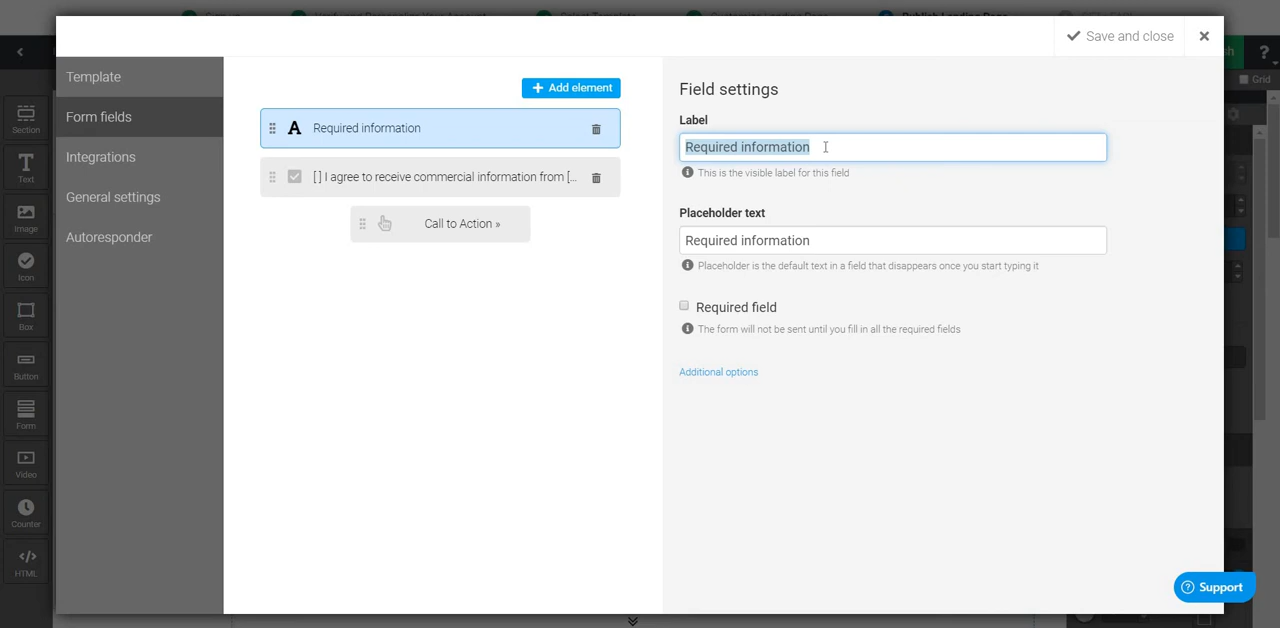 Save and close
Template
Form fields
Integrations
General settings
Autoresponder
Add element
Required information
[ ] I agree to receive commercial information from [...
Call to Action »
Field settings
Label
Required information
This is the visible label for this field
Placeholder text
Required information
Placeholder is the default text in a field that disappears once you start typing it
Required field
The form will not be sent until you fill in all the required fields
Additional options
Section
Text
Image
Icon
Box
Button
Form
Video
Counter
HTML
Grid
Support